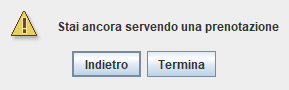 Stai ancora servendo una prenotazione
Indietro Termina